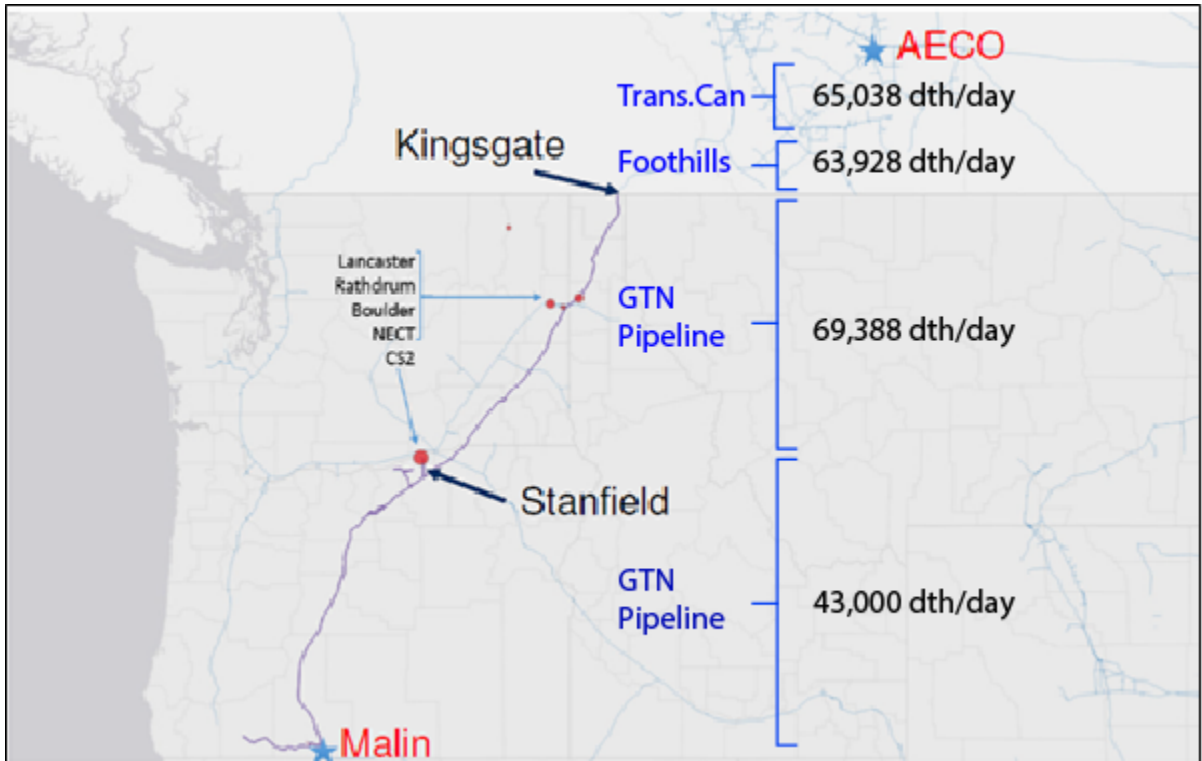 AECO
Trans.Can
65,038 dth/day
Kingsgate
Foothills
63,928 dth/day
Lancaster
Rathdrum
Boulder
NECT
CS2
GTN
Pipeline
69,388 dth/day
Stanfield
GTN
Pipeline
43,000 dth/day
Malin